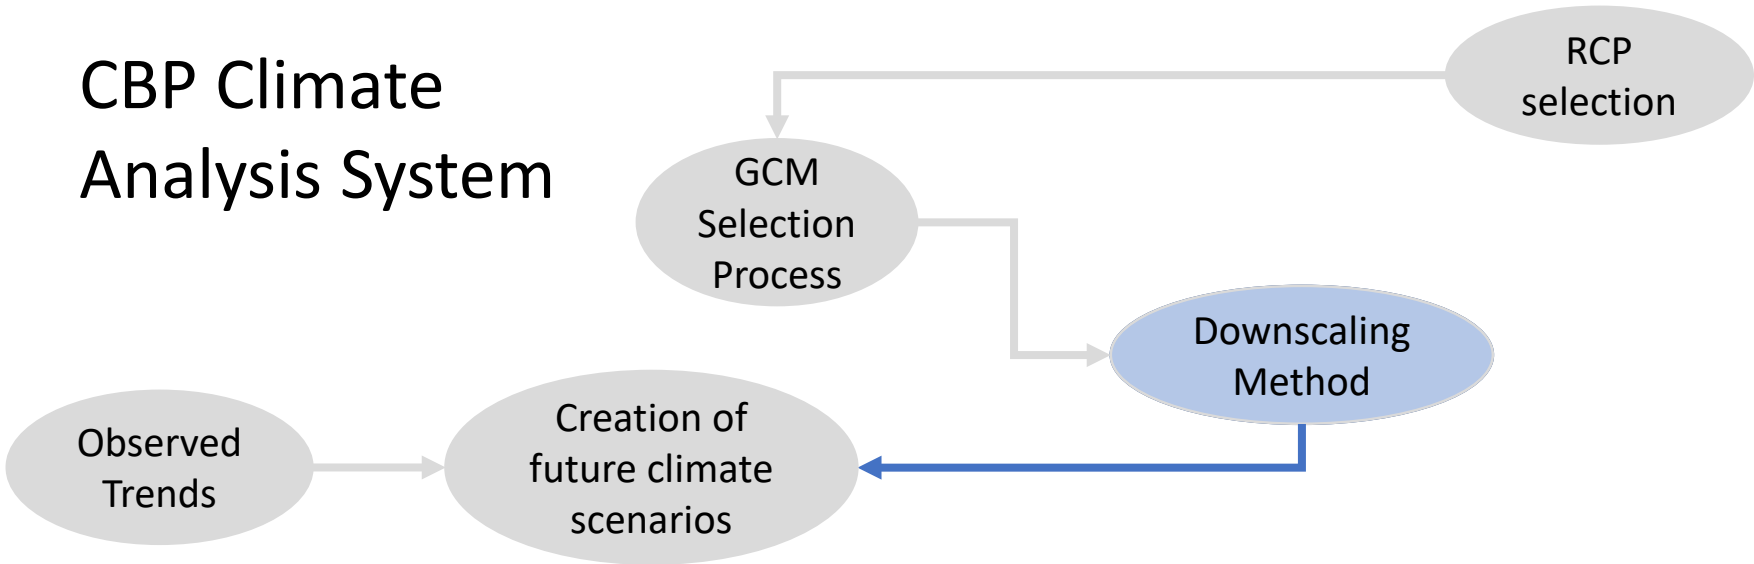 CBP Climate
Analysis System
RCP
selection
GCM
Selection
Process
Downscaling
Method
Observed
Trends
Creation of
future climate
scenarios